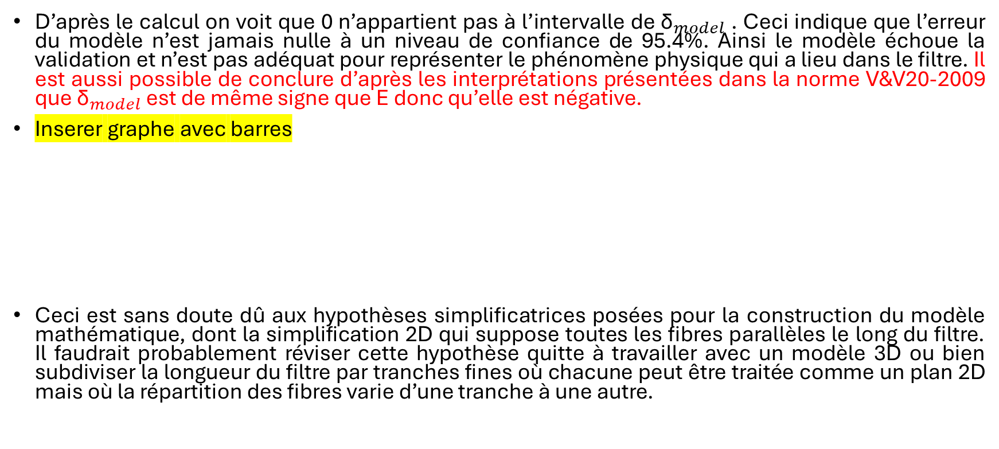 • D’après le calcul on voit que 0 n’appartient pas à l’intervalle de δ𝑚𝑜𝑑𝑒𝑙 . Ceci indique que l’erreur
du modèle n’est jamais nulle à un niveau de confiance de 95.4%. Ainsi le modèle échoue la
validation et n’est pas adéquat pour représenter le phénomène physique qui a lieu dans le filtre. Il
est aussi possible de conclure d’après les interprétations présentées dans la norme V&V20-2009
que δ𝑚𝑜𝑑𝑒𝑙 est de même signe que E donc qu’elle est négative.
• Inserer graphe avec barres
• Ceci est sans doute dû aux hypothèses simplificatrices posées pour la construction du modèle
mathématique, dont la simplification 2D qui suppose toutes les fibres parallèles le long du filtre.
Il faudrait probablement réviser cette hypothèse quitte à travailler avec un modèle 3D ou bien
subdiviser la longueur du filtre par tranches fines où chacune peut être traitée comme un plan 2D
mais où la répartition des fibres varie d’une tranche à une autre.